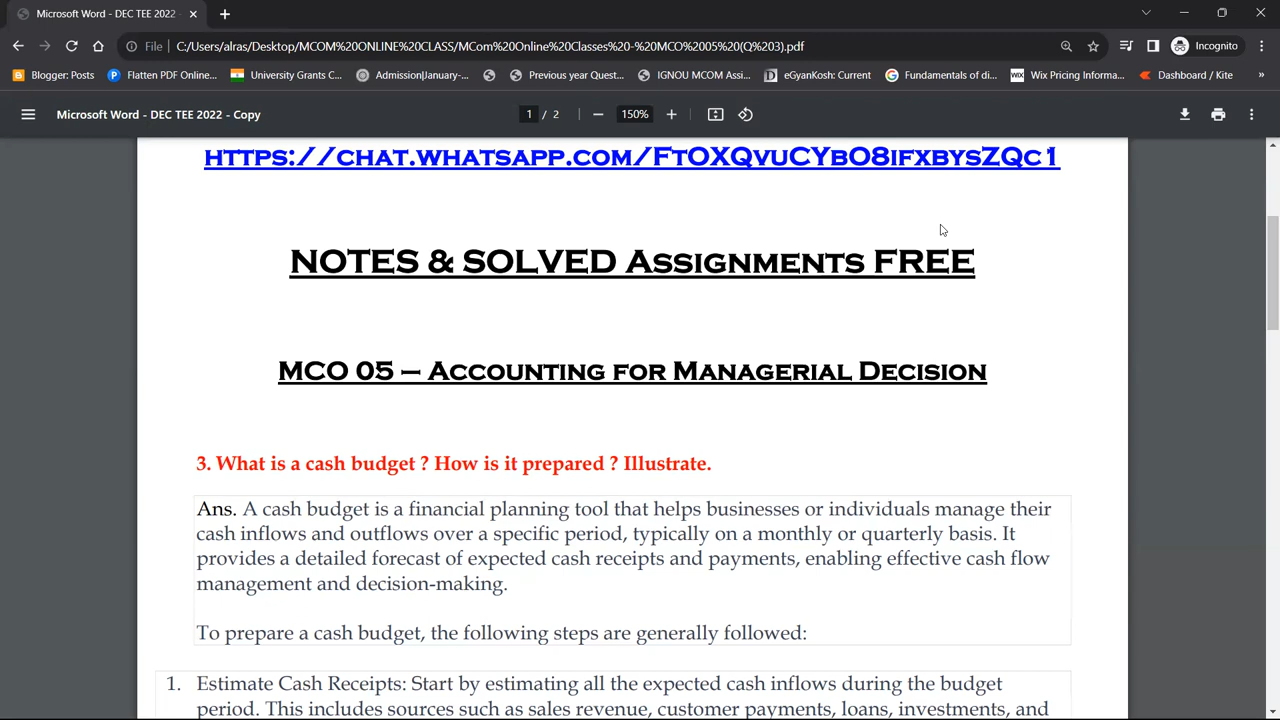 Microsoft Word - DEC TEE 2022 -
Incognito
File C:/Users/alras/Desktop/MCOM%20ONLINE%20CLASS/MCom%20Online%20Classes%20-%20MCO%2005%20(Q%203).pdf
Blogger: Posts Flatten PDF Online... University Grants C... Admission|January-... Previous year Quest... IGNOU MCOM Assi... eGyanKosh: Current Fundamentals of di... WIX Wix Pricing Informa... Dashboard / Kite »
Microsoft Word - DEC TEE 2022 - Copy 1 / 2 150%
HTTPS://CHAT.WHATSAPP.COM/FTOXQVUCYBO8IFXBYSZQC1
NOTES & SOLVED ASSIGNMENTS FREE
MCO 05 – ACCOUNTING FOR MANAGERIAL DECISION
3. What is a cash budget ? How is it prepared ? Illustrate.
Ans. A cash budget is a financial planning tool that helps businesses or individuals manage their
cash inflows and outflows over a specific period, typically on a monthly or quarterly basis. It
provides a detailed forecast of expected cash receipts and payments, enabling effective cash flow
management and decision-making.
To prepare a cash budget, the following steps are generally followed:
1. Estimate Cash Receipts: Start by estimating all the expected cash inflows during the budget
period. This includes sources such as sales revenue, customer payments, loans, investments, and